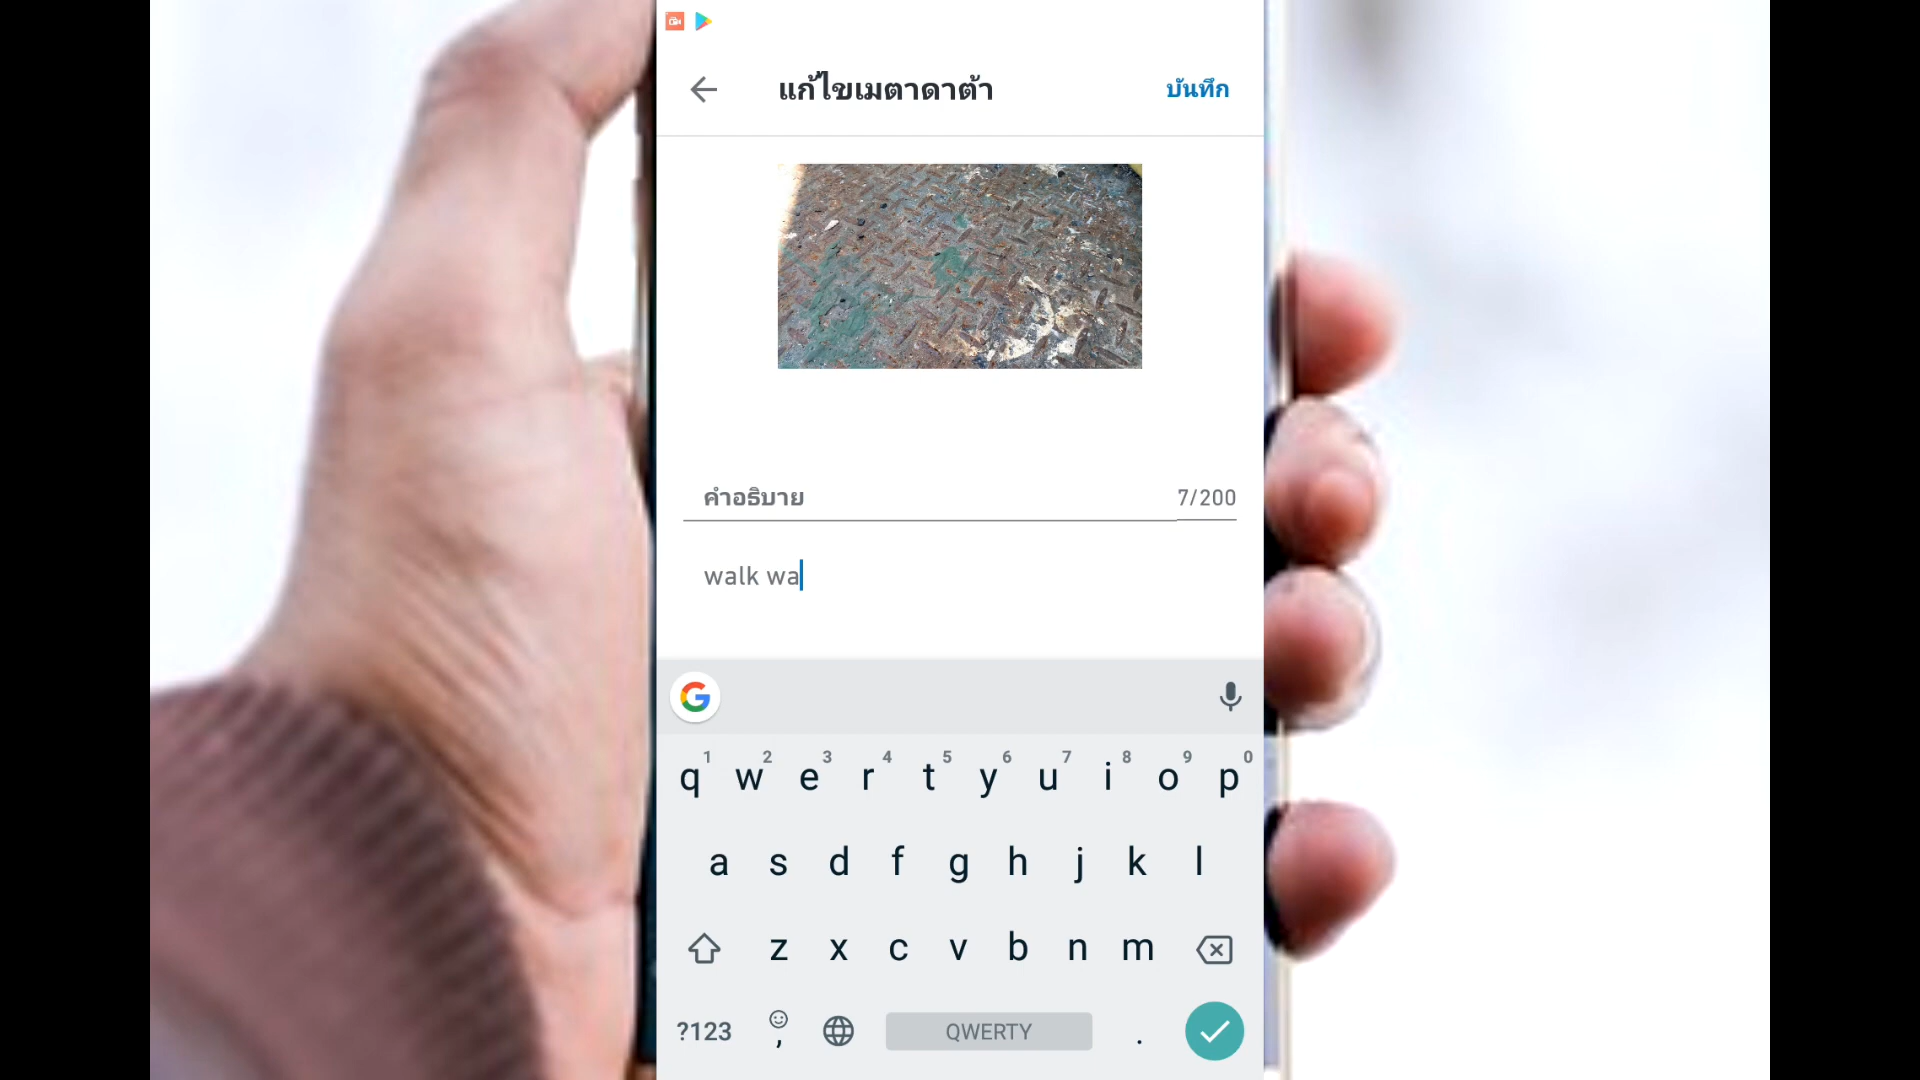 แก้ไขเมตาดาต้า
บันทึก
คำอธิบาย
7/200
walk wa
G
1 2 3 4 5 6 7 8 9 0
q w e r t y u i o p
a s d f g h j k l
z x c v b n m
?123 , QWERTY .